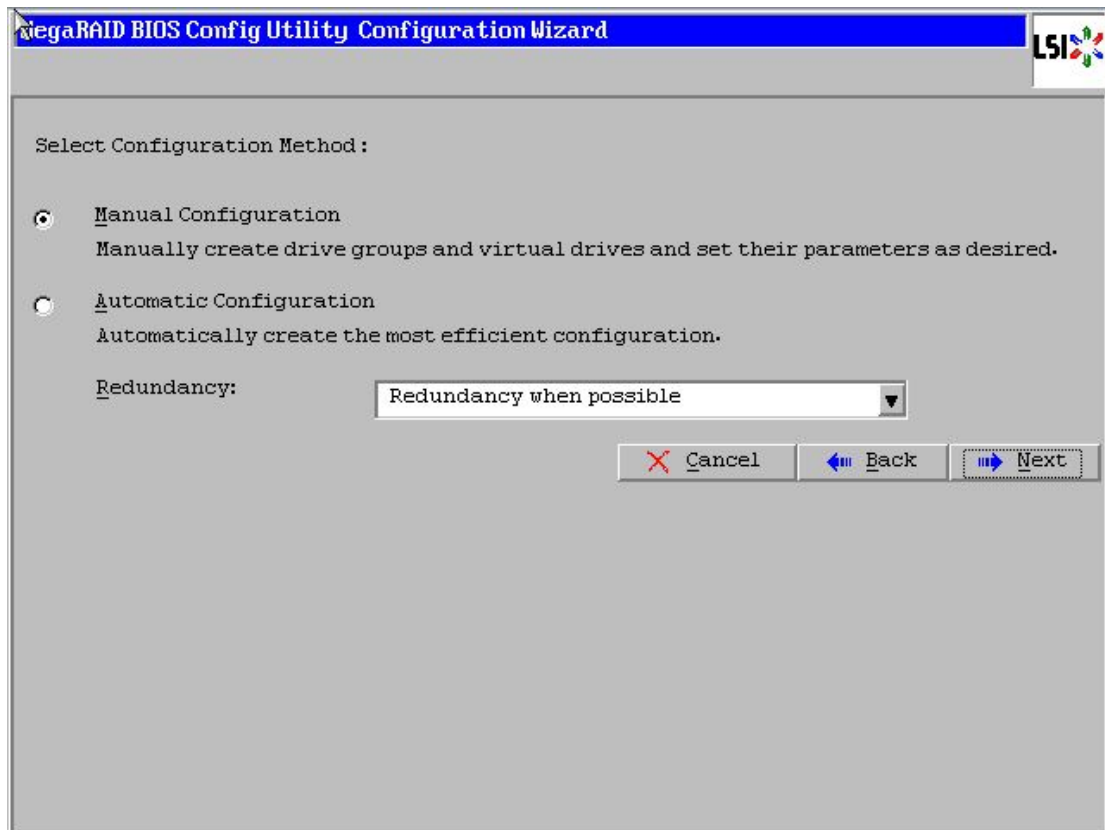 MegaRAID BIOS Config Utility Configuration Wizard
LSI
Select Configuration Method:
Manual Configuration
Manually create drive groups and virtual drives and set their parameters as desired.
Automatic Configuration
Automatically create the most efficient configuration.
Redundancy: Redundancy when possible
Cancel Back Next